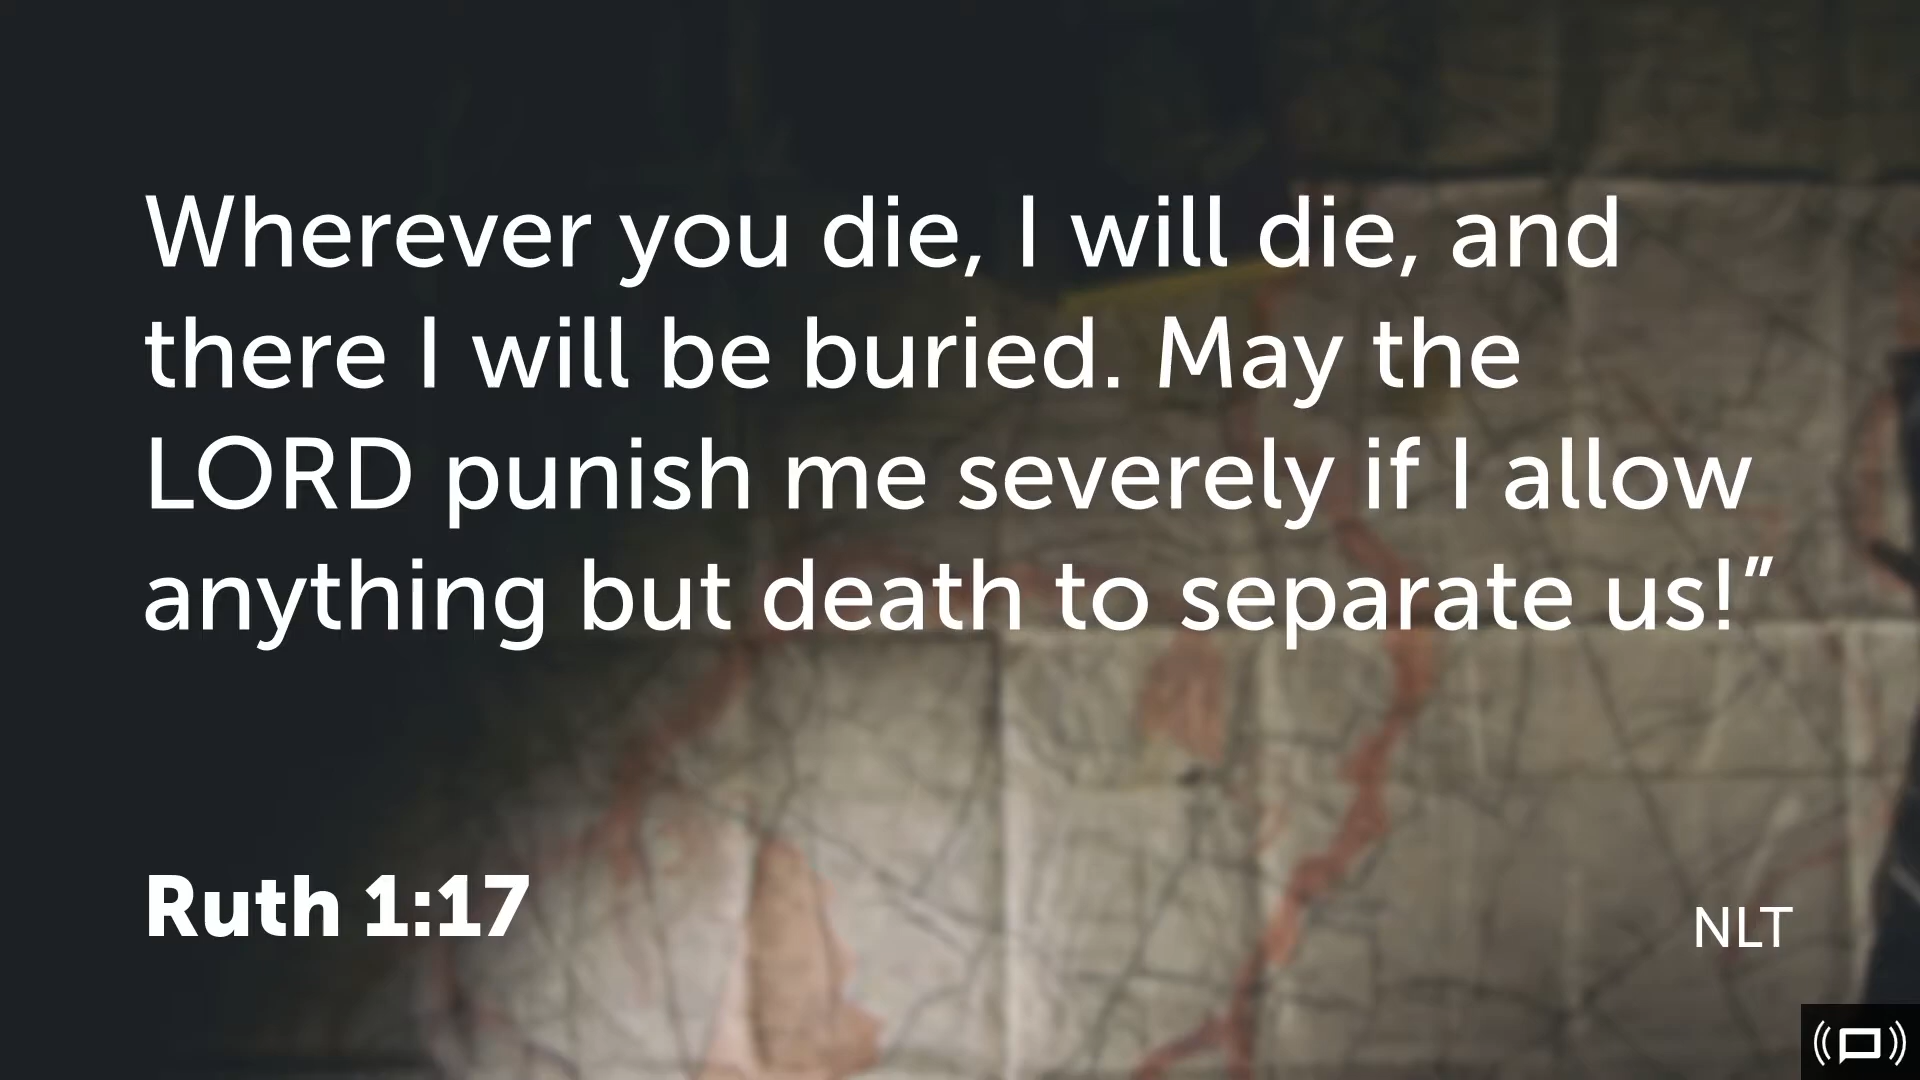 Wherever you die, I will die, and
there I will be buried. May the
LORD punish me severely if I allow
anything but death to separate us!”
Ruth 1:17
NLT